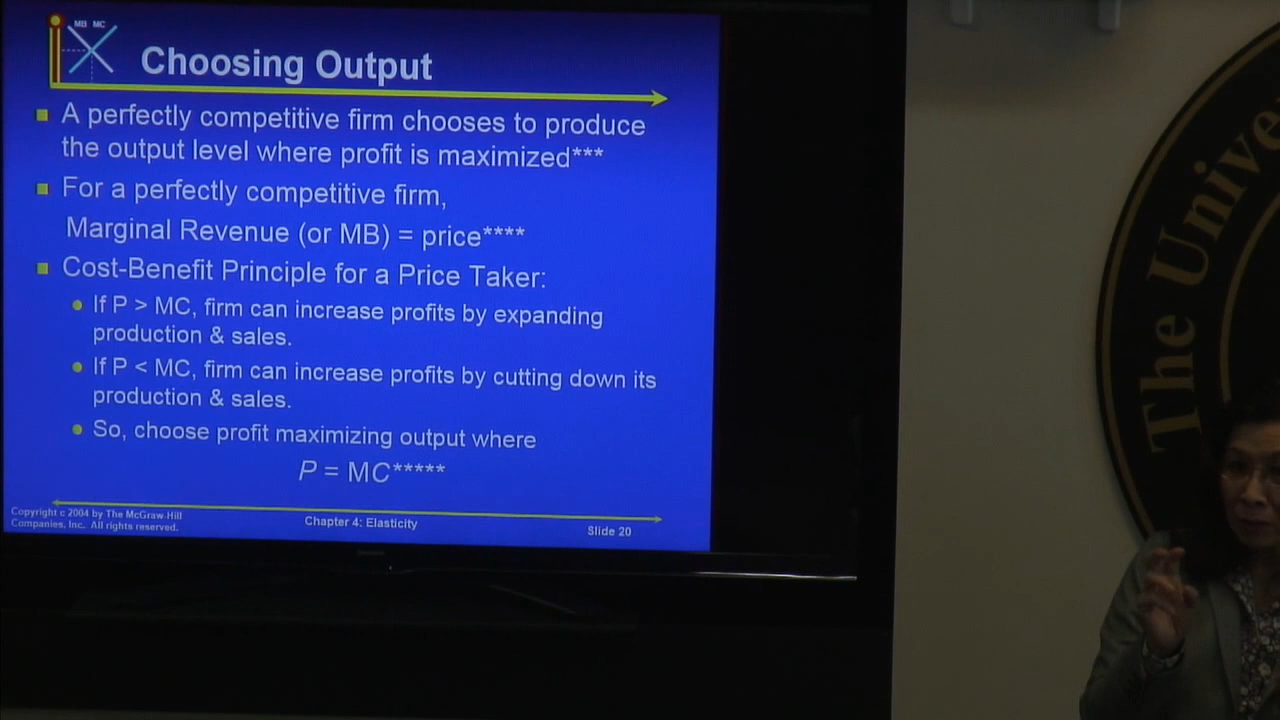 MB MC
Choosing Output
A perfectly competitive firm chooses to produce
the output level where profit is maximized***
For a perfectly competitive firm,
Marginal Revenue (or MB) = price****
Cost-Benefit Principle for a Price Taker:
If P > MC, firm can increase profits by expanding
production & sales.
If P < MC, firm can increase profits by cutting down its
production & sales.
So, choose profit maximizing output where
P = MC*****
Copyright c 2004 by The McGraw-Hill
Companies, Inc. All rights reserved.
Chapter 4: Elasticity
Slide 20
The Unive